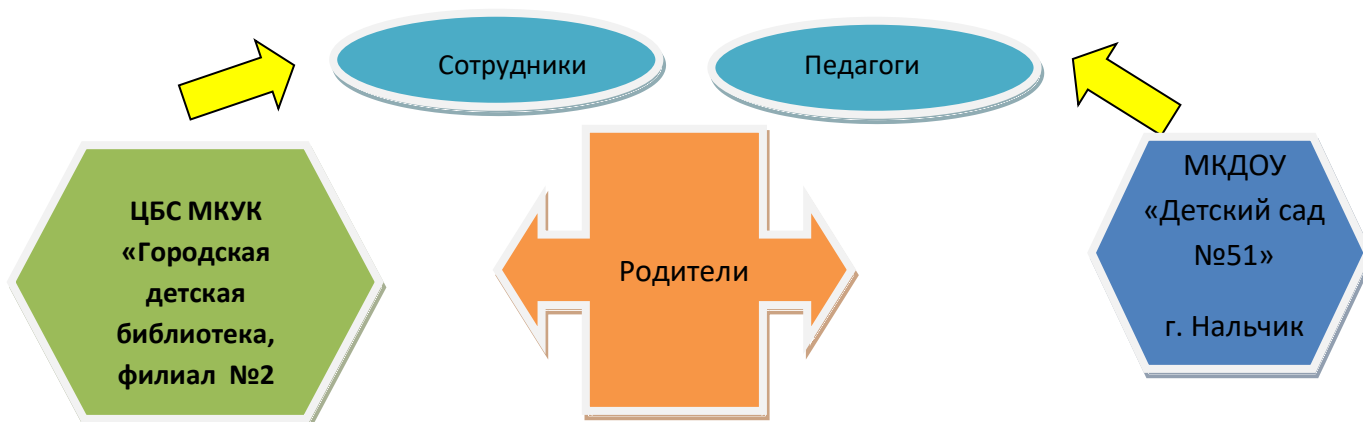 Сотрудники
Педагоги
ЦБС МКУК
«Городская
детская
библиотека,
филиал №2
Родители
МКДОУ
«Детский сад
№51»
г. Нальчик